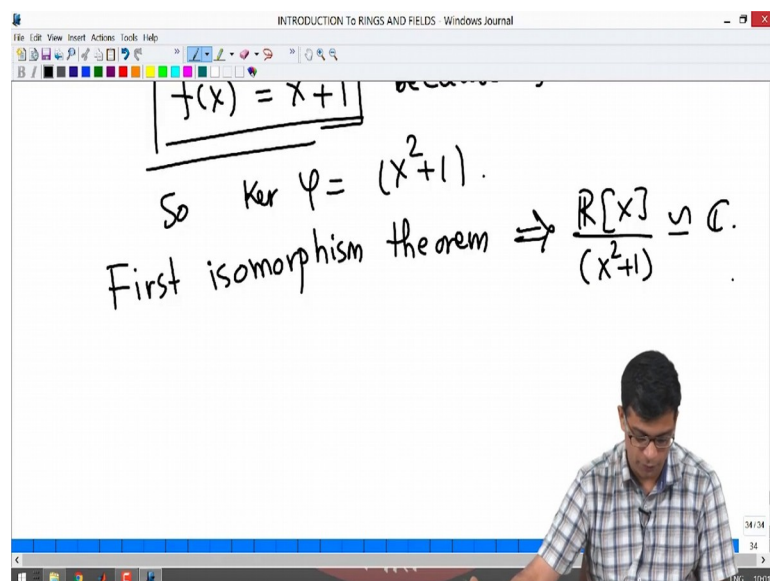 INTRODUCTION To RINGS AND FIELDS - Windows Journal
File Edit View Insert Actions Tools Help
f(x) = x+1
So Ker φ = (x²+1).
First isomorphism theorem ⇒ ℝ[x]/(x²+1) ≃ ℂ.
34/34
34